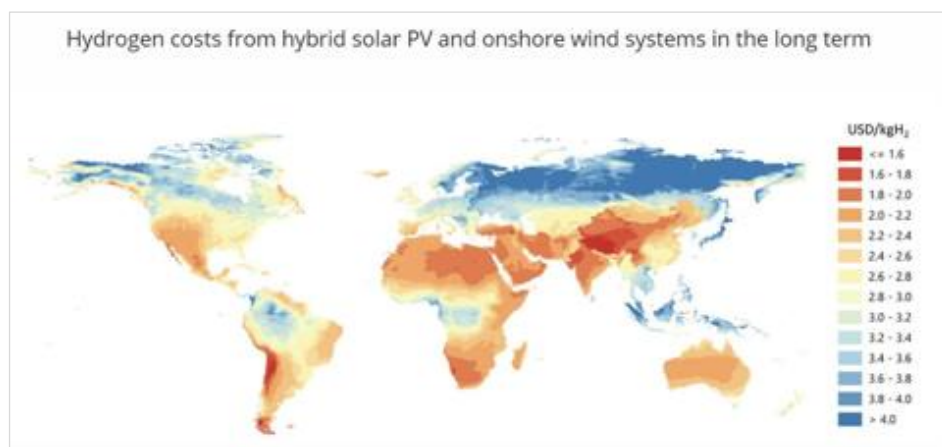 Hydrogen costs from hybrid solar PV and onshore wind systems in the long term
USD/kgH₂
<= 1.6
1.6 - 1.8
1.8 - 2.0
2.0 - 2.2
2.2 - 2.4
2.4 - 2.6
2.6 - 2.8
2.8 - 3.0
3.0 - 3.2
3.2 - 3.4
3.4 - 3.6
3.6 - 3.8
3.8 - 4.0
> 4.0